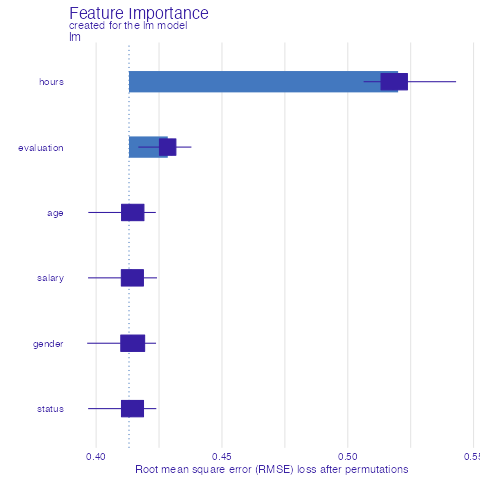 Feature Importance
created for the lm model
lm
hours
evaluation
age
salary
gender
status
0.40 0.45 0.50 0.55
Root mean square error (RMSE) loss after permutations